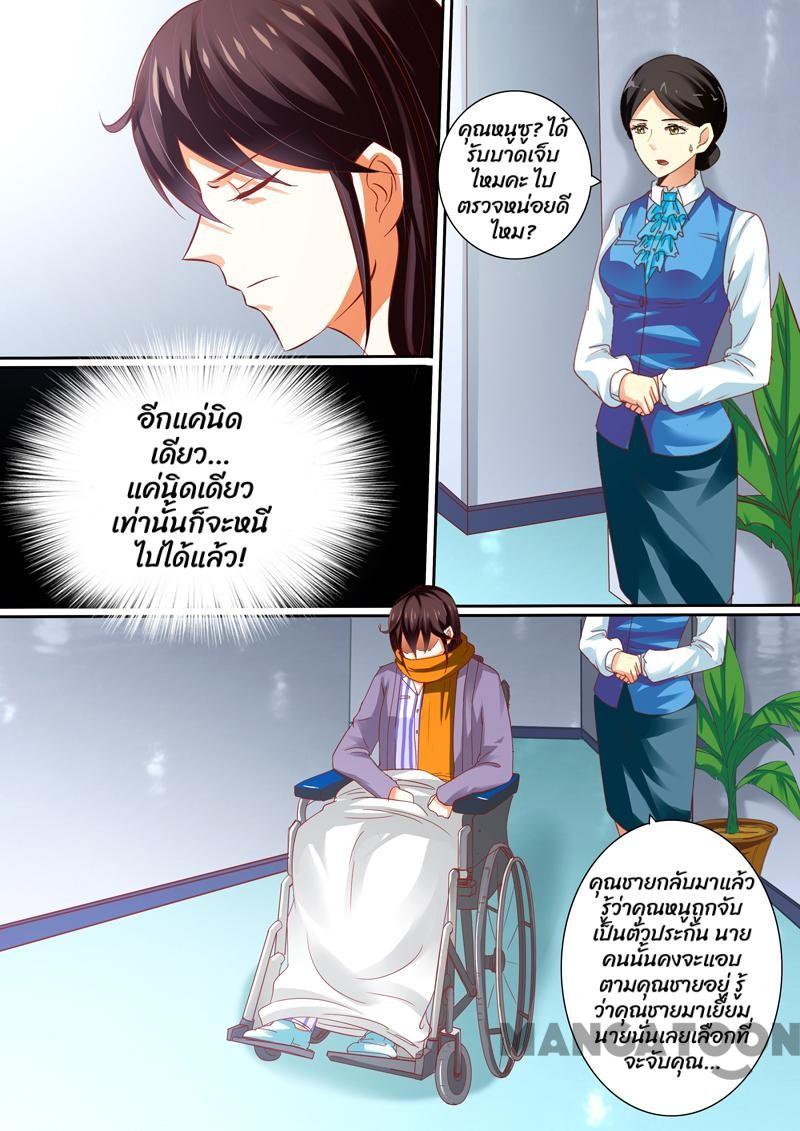 คุณหนูซู? ได้
รับบาดเจ็บ
ไหมคะ ไป
ตรวจหน่อยดี
ไหม?
อีกแค่นิด
เดียว...
แค่นิดเดียว
เท่านั้นก็จะหนี
ไปได้แล้ว!
คุณชายกลับมาแล้ว
รู้ว่าคุณหนูถูกจับ
เป็นตัวประกัน นาย
คนนั้นคงจะแอบ
ตามคุณชายอยู่ รู้
ว่าคุณชายมาเยี่ยม
นายนั่นเลยเลือกที่
จะจับคุณ...
MANGATOON